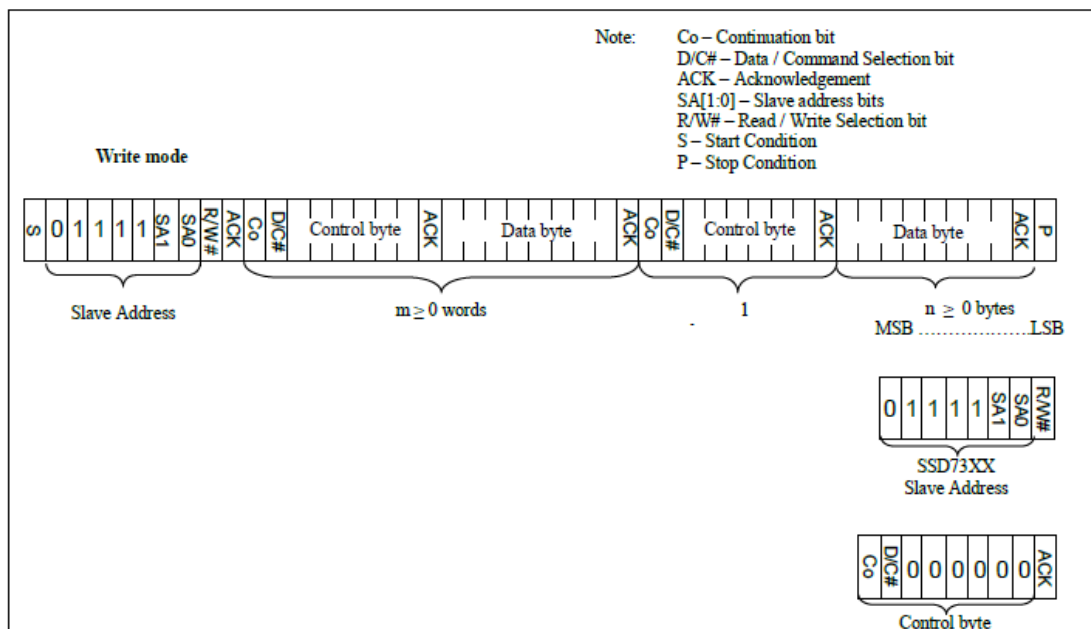 Note: Co – Continuation bit
D/C# – Data / Command Selection bit
ACK – Acknowledgement
SA[1:0] – Slave address bits
R/W# – Read / Write Selection bit
S – Start Condition
P – Stop Condition
Write mode
S 0 1 1 1 1 SA1 SA0 R/W# ACK Co D/C# Control byte ACK Data byte ACK Co D/C# Control byte ACK Data byte ACK P
Slave Address m ≥ 0 words 1 n ≥ 0 bytes
MSB ....................LSB
0 1 1 1 1 SA1 SA0 R/W#
SSD73XX
Slave Address
Co D/C# 0 0 0 0 0 0 ACK
Control byte